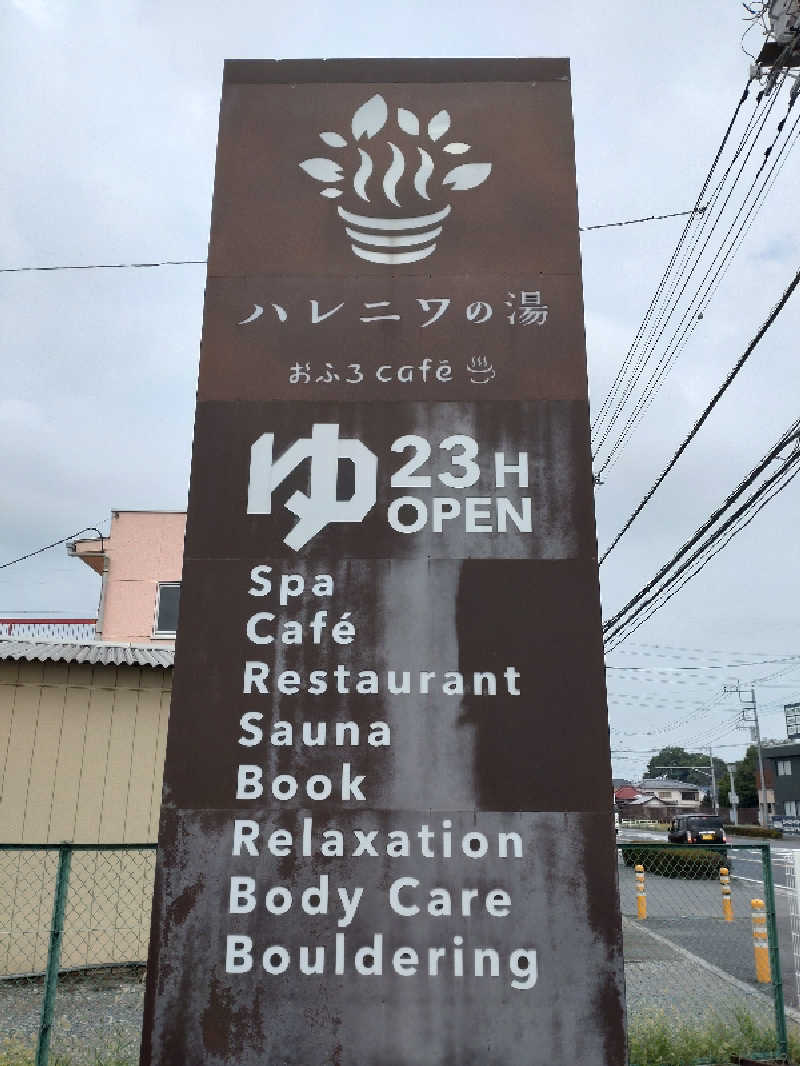 ハレニワの湯
おふろcafé
ゆ 23H
OPEN
Spa
Café
Restaurant
Sauna
Book
Relaxation
Body Care
Bouldering